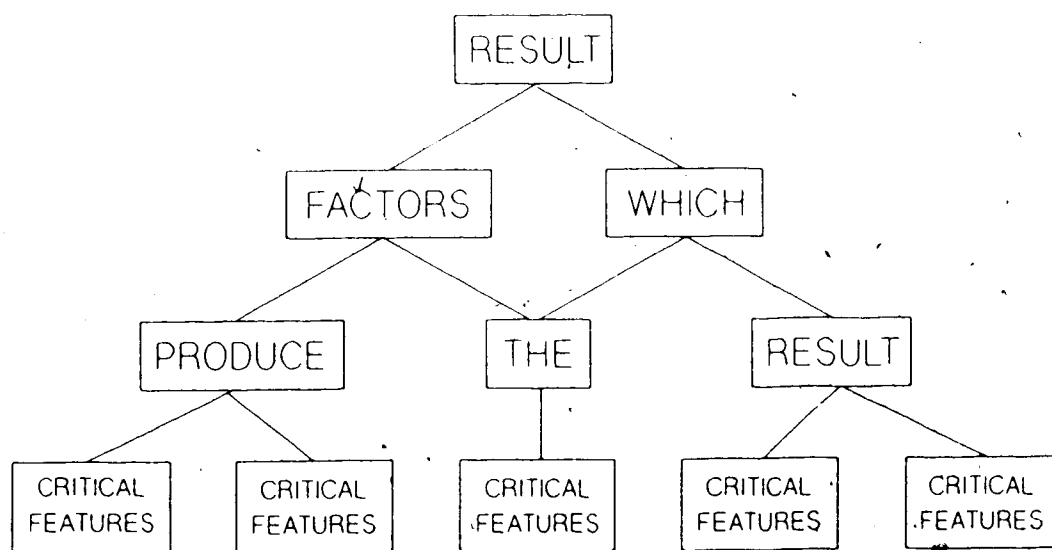 RESULT
FACTORS WHICH
PRODUCE THE RESULT
CRITICAL FEATURES
CRITICAL FEATURES
CRITICAL FEATURES
CRITICAL FEATURES
CRITICAL FEATURES